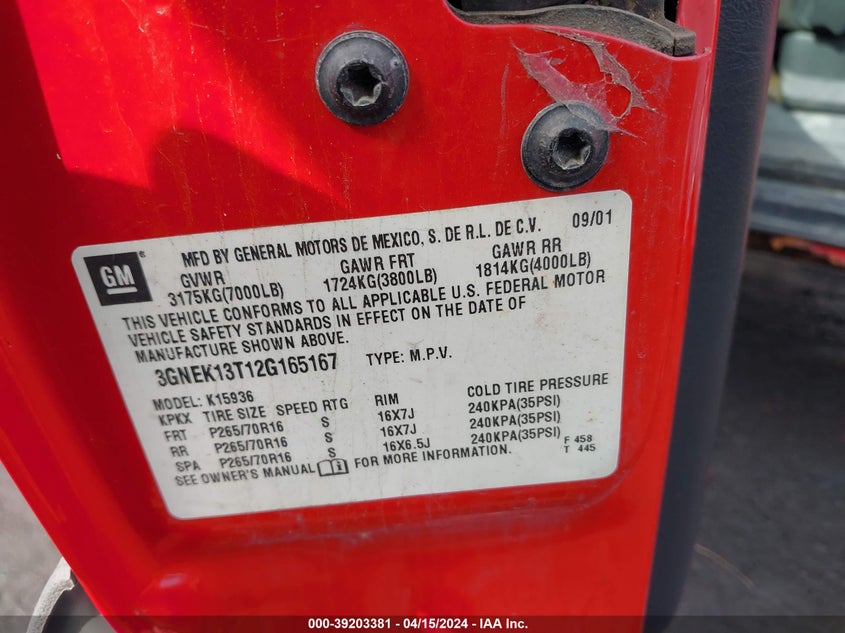 GM
MFD BY GENERAL MOTORS DE MEXICO, S. DE R.L. DE C.V. 09/01
GVWR GAWR FRT GAWR RR
3175KG(7000LB) 1724KG(3800LB) 1814KG(4000LB)
THIS VEHICLE CONFORMS TO ALL APPLICABLE U.S. FEDERAL MOTOR
VEHICLE SAFETY STANDARDS IN EFFECT ON THE DATE OF
MANUFACTURE SHOWN ABOVE.
3GNEK13T12G165167 TYPE: M.P.V.
MODEL: K15936
KPKX TIRE SIZE SPEED RTG RIM COLD TIRE PRESSURE
FRT P265/70R16 S 16X7J 240KPA(35PSI)
RR P265/70R16 S 16X7J 240KPA(35PSI)
SPA P265/70R16 S 16X6.5J 240KPA(35PSI)
SEE OWNER'S MANUAL FOR MORE INFORMATION.
F 458
T 445
000-39203381 - 04/15/2024 - IAA Inc.